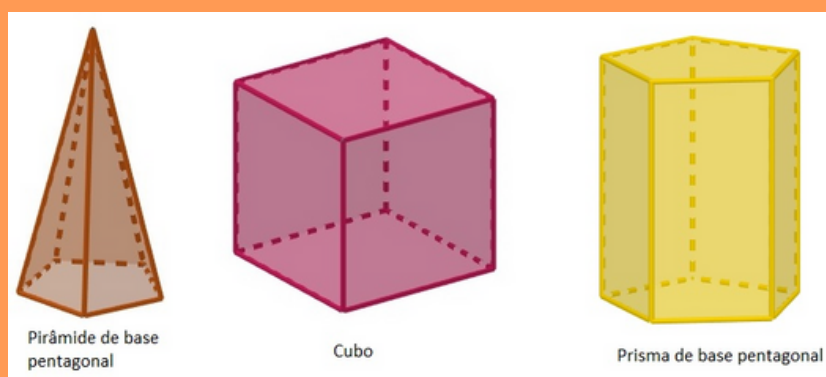 Pirâmide de base
pentagonal
Cubo
Prisma de base pentagonal